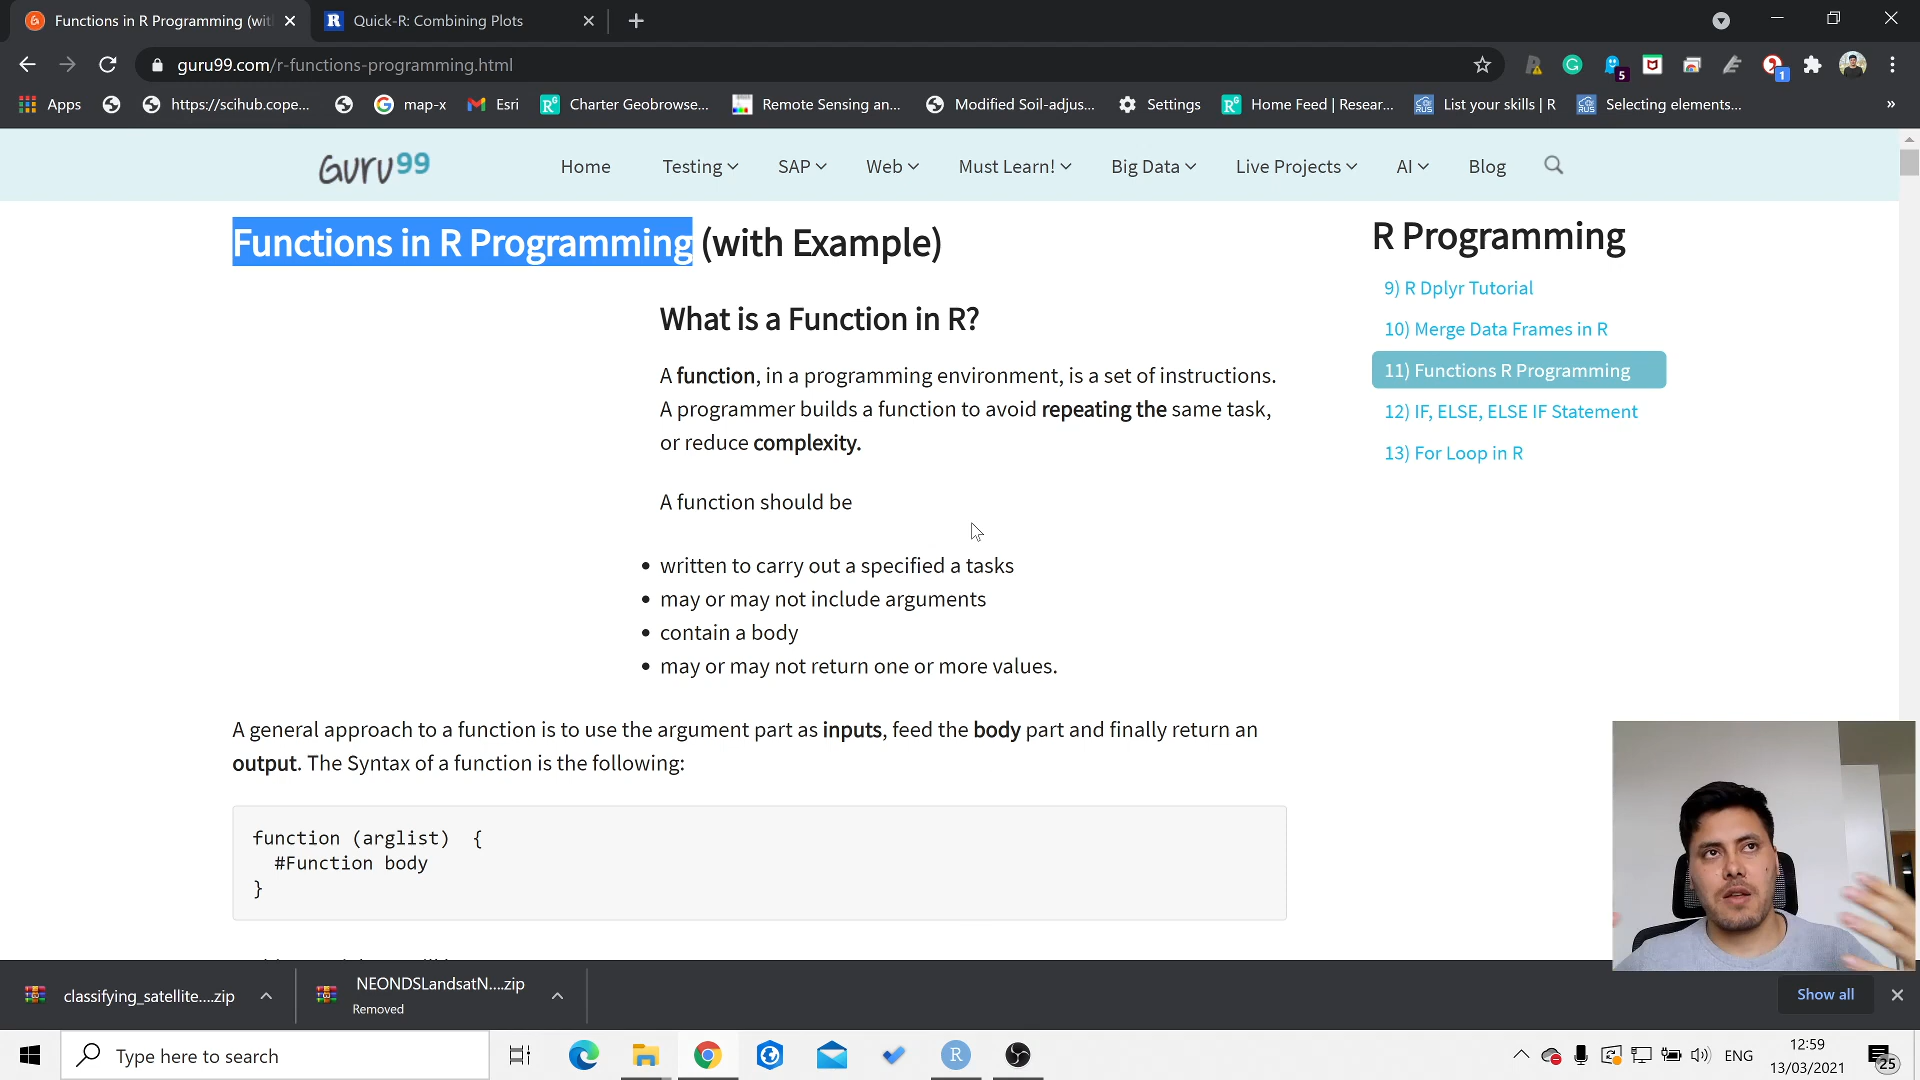 Functions in R Programming (wit
Quick-R: Combining Plots
guru99.com/r-functions-programming.html
5
1
Apps
https://scihub.cope...
map-x
Esri
Charter Geobrowse...
Remote Sensing an...
Modified Soil-adjus...
Settings
Home Feed | Resear...
List your skills | R
Selecting elements...
»
Guru99
Home
Testing
SAP
Web
Must Learn!
Big Data
Live Projects
AI
Blog
Functions in R Programming (with Example)
What is a Function in R?
A function, in a programming environment, is a set of instructions.
A programmer builds a function to avoid repeating the same task,
or reduce complexity.
A function should be
• written to carry out a specified a tasks
• may or may not include arguments
• contain a body
• may or may not return one or more values.
A general approach to a function is to use the argument part as inputs, feed the body part and finally return an
output. The Syntax of a function is the following:
function (arglist)  {
#Function body
}
R Programming
9) R Dplyr Tutorial
10) Merge Data Frames in R
11) Functions R Programming
12) IF, ELSE, ELSE IF Statement
13) For Loop in R
classifying_satellite....zip
NEONDSLandsatN....zip
Removed
Show all
Type here to search
R
ENG
12:59
13/03/2021
25